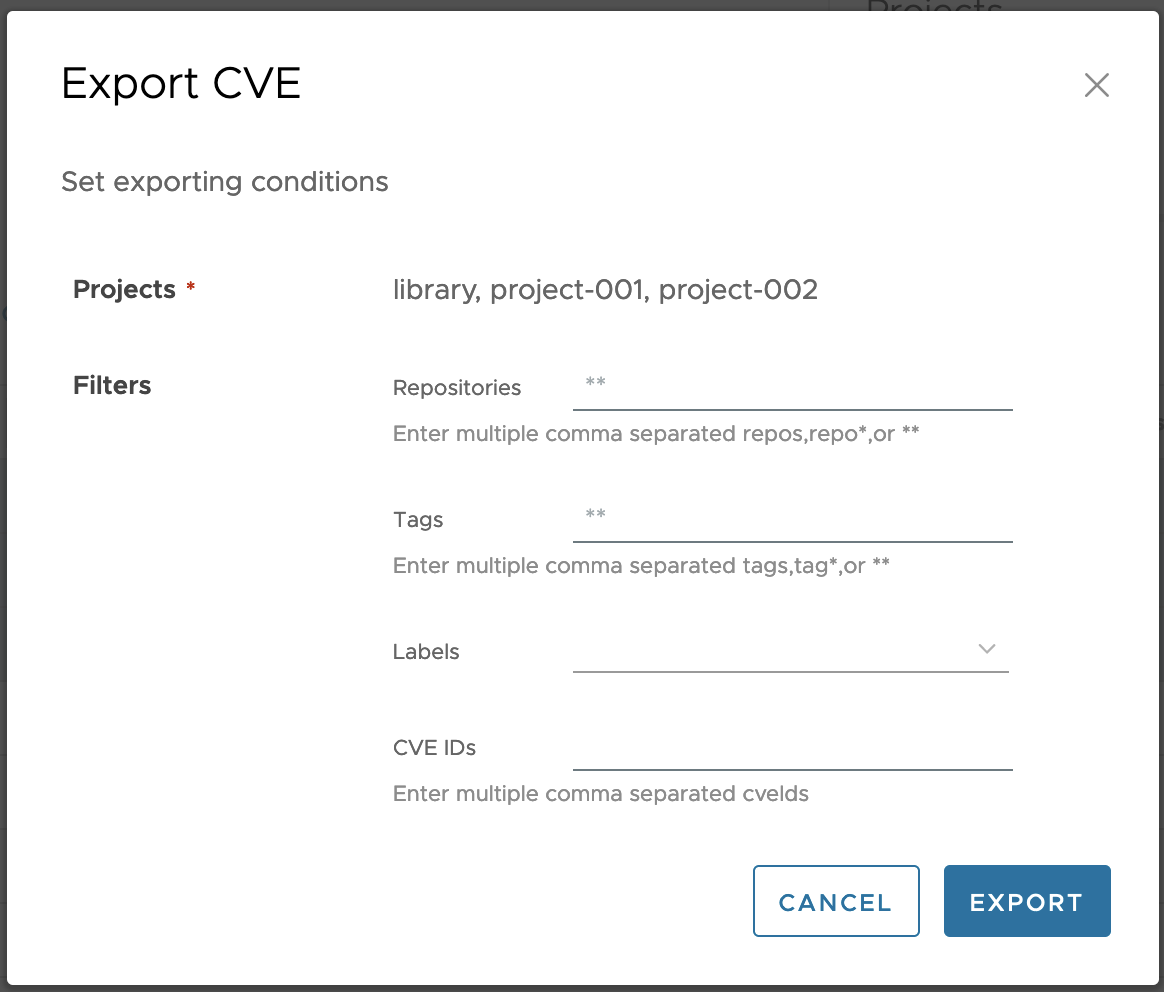 Projects
Export CVE
Set exporting conditions
Projects * library, project-001, project-002
Filters
Repositories **
Enter multiple comma separated repos,repo*,or **
Tags **
Enter multiple comma separated tags,tag*,or **
Labels
CVE IDs
Enter multiple comma separated cveIds
CANCEL EXPORT